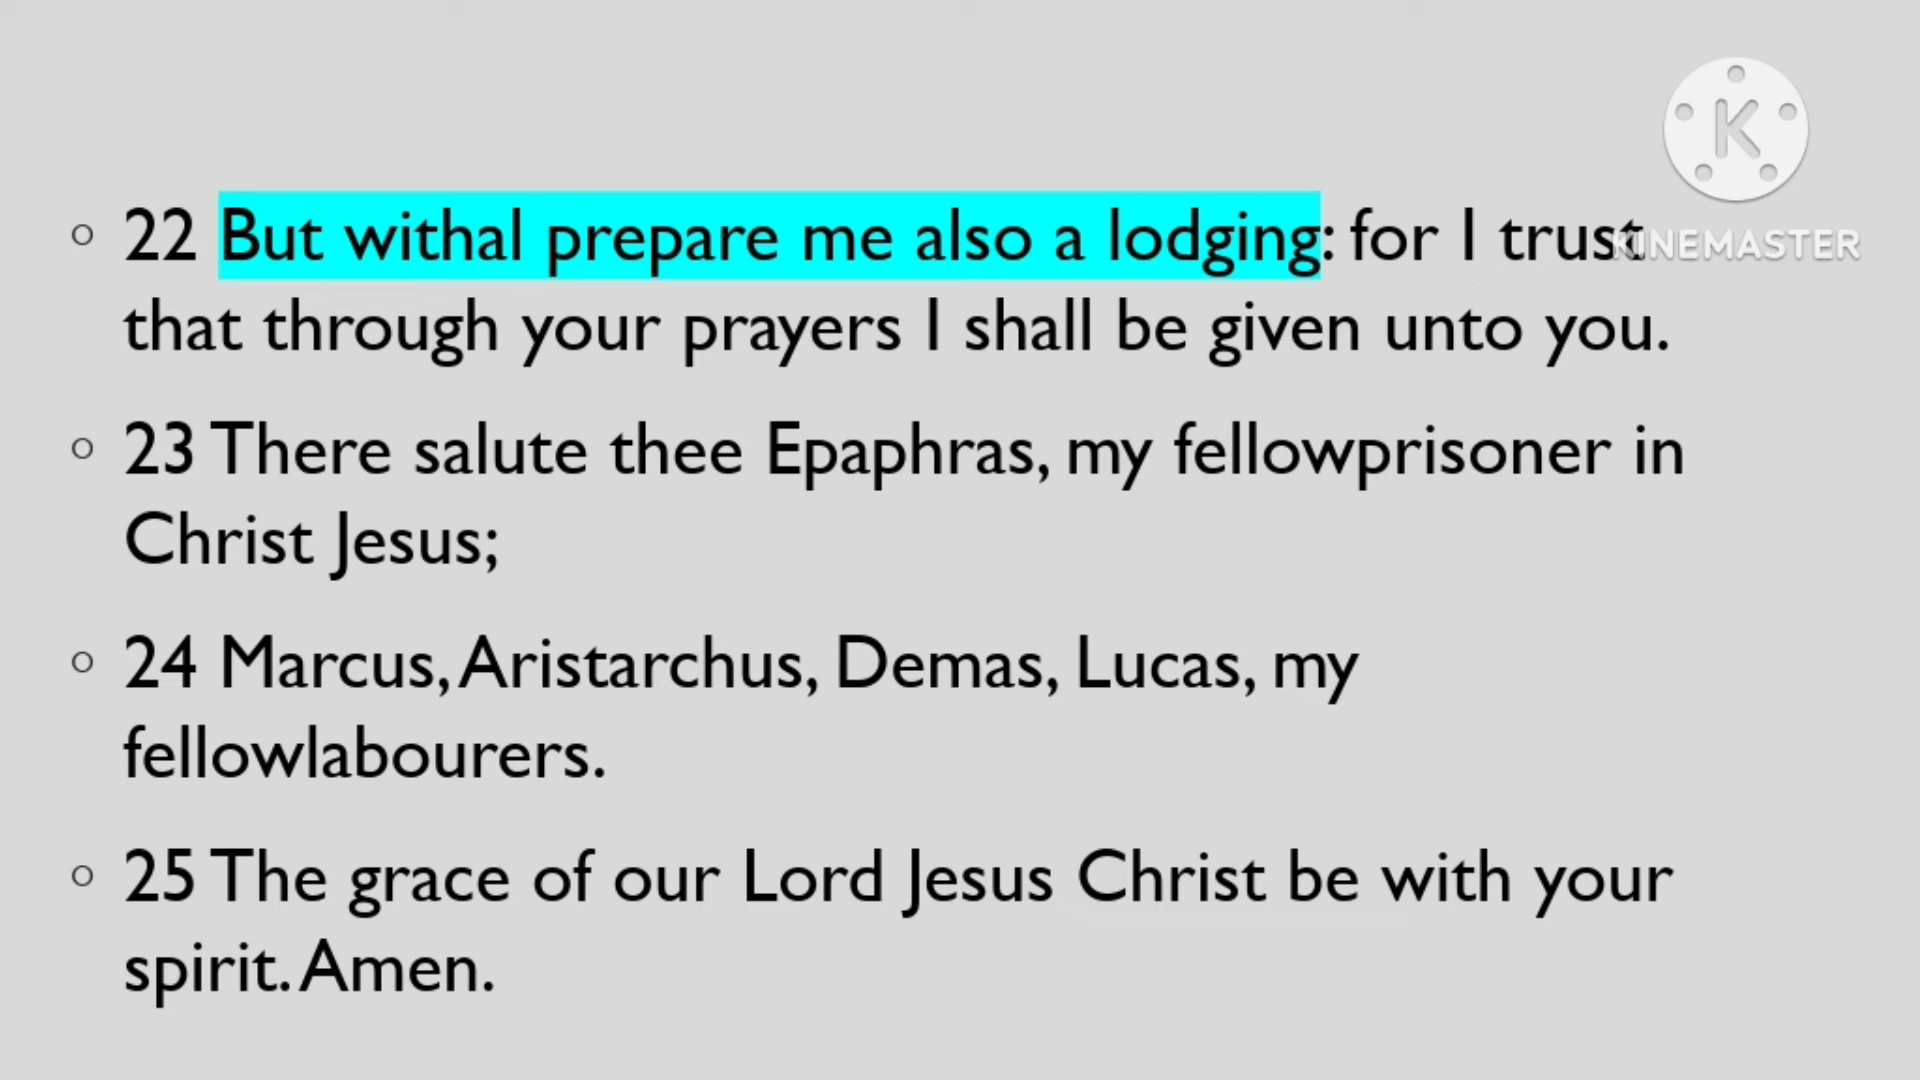 22 But withal prepare me also a lodging: for I trust
that through your prayers I shall be given unto you.
23 There salute thee Epaphras, my fellowprisoner in
Christ Jesus;
24 Marcus, Aristarchus, Demas, Lucas, my
fellowlabourers.
25 The grace of our Lord Jesus Christ be with your
spirit. Amen.
K
KINEMASTER